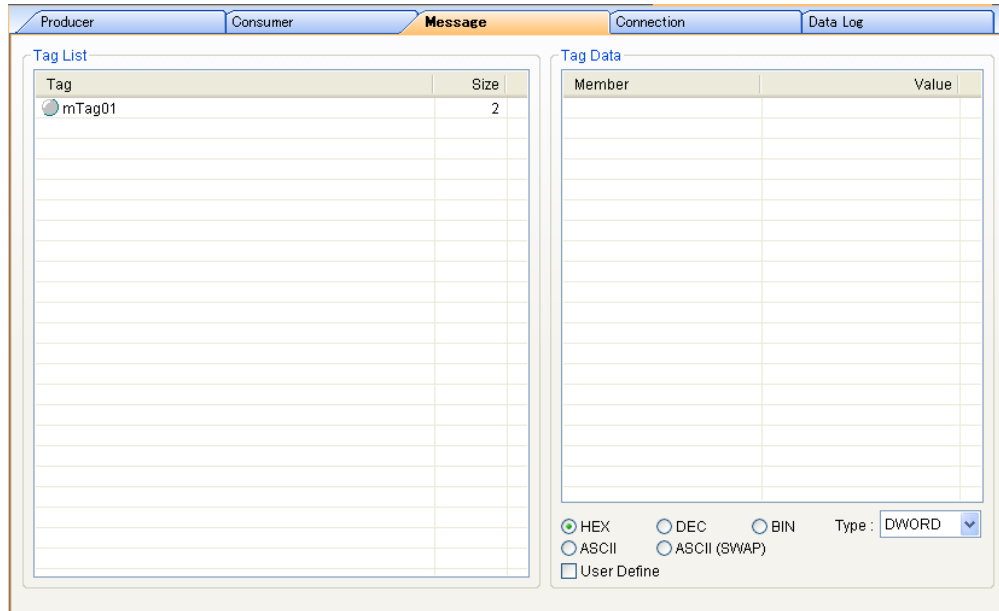 Producer Consumer Message Connection Data Log
Tag List
Tag Size
mTag01 2
Tag Data
Member Value
HEX DEC BIN Type : DWORD
ASCII ASCII (SWAP)
User Define